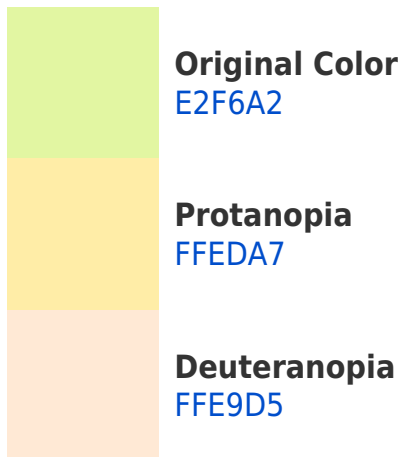 Original Color
E2F6A2
Protanopia
FFEDA7
Deuteranopia
FFE9D5